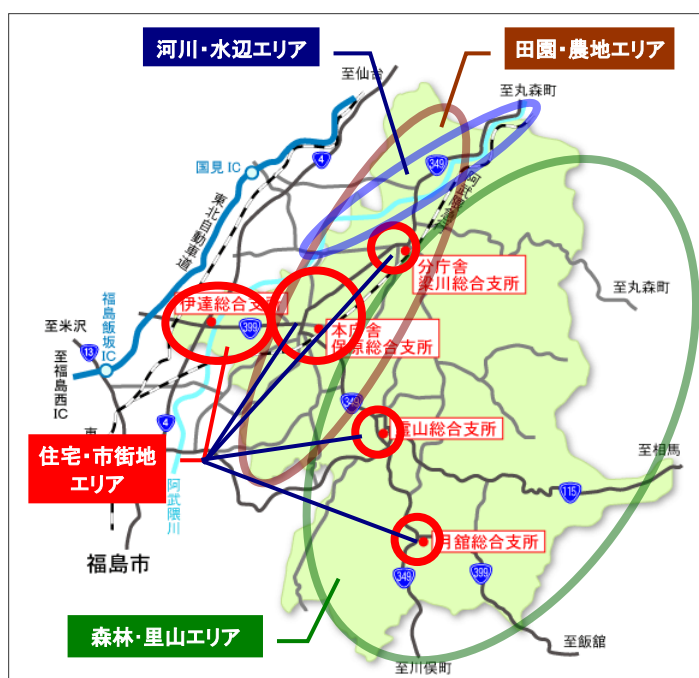 河川・水辺エリア
田園・農地エリア
至仙台
至丸森町
国見IC
4
349
東北自動車道
阿武隈急行
分庁舎
梁川総合支所
至丸森町
伊達総合支所
399
本庁舎
保原総合支所
福島飯坂IC
至米沢
13
至福島西IC
349
霊山総合支所
4
住宅・市街地
エリア
至相馬
115
阿武隈川
月舘総合支所
福島市
349
399
森林・里山エリア
至飯舘
至川俣町